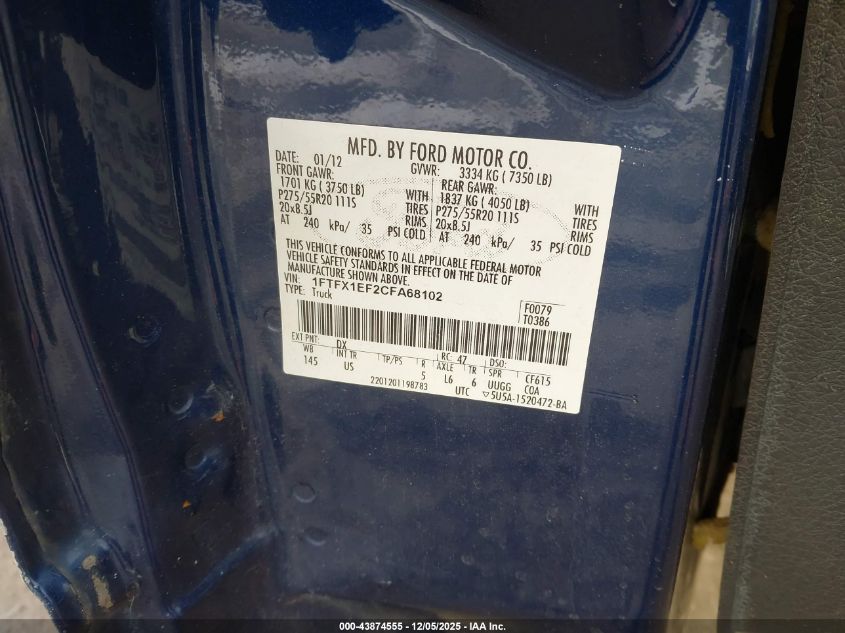 MFD. BY FORD MOTOR CO.
DATE: 01/12 GVWR: 3334 KG ( 7350 LB)
FRONT GAWR: REAR GAWR:
1701 KG ( 3750 LB) WITH 1837 KG ( 4050 LB) WITH
P275/55R20 111S TIRES P275/55R20 111S TIRES
20x8.5J RIMS 20x8.5J RIMS
AT 240 kPa/ 35 PSI COLD AT 240 kPa/ 35 PSI COLD
THIS VEHICLE CONFORMS TO ALL APPLICABLE FEDERAL MOTOR
VEHICLE SAFETY STANDARDS IN EFFECT ON THE DATE OF
MANUFACTURE SHOWN ABOVE.
VIN: 1FTFX1EF2CFA68102
TYPE: Truck
F0079
T0386
EXT PNT: DX RC: 47 DSO:
WB INT TR TP/PS R AXLE TR SPR CF615
145 US 5 L6 6 UUGG COA
2201201198783 UTC ▽5U5A-1520472-BA
000-43874555 - 12/05/2025 - IAA Inc.